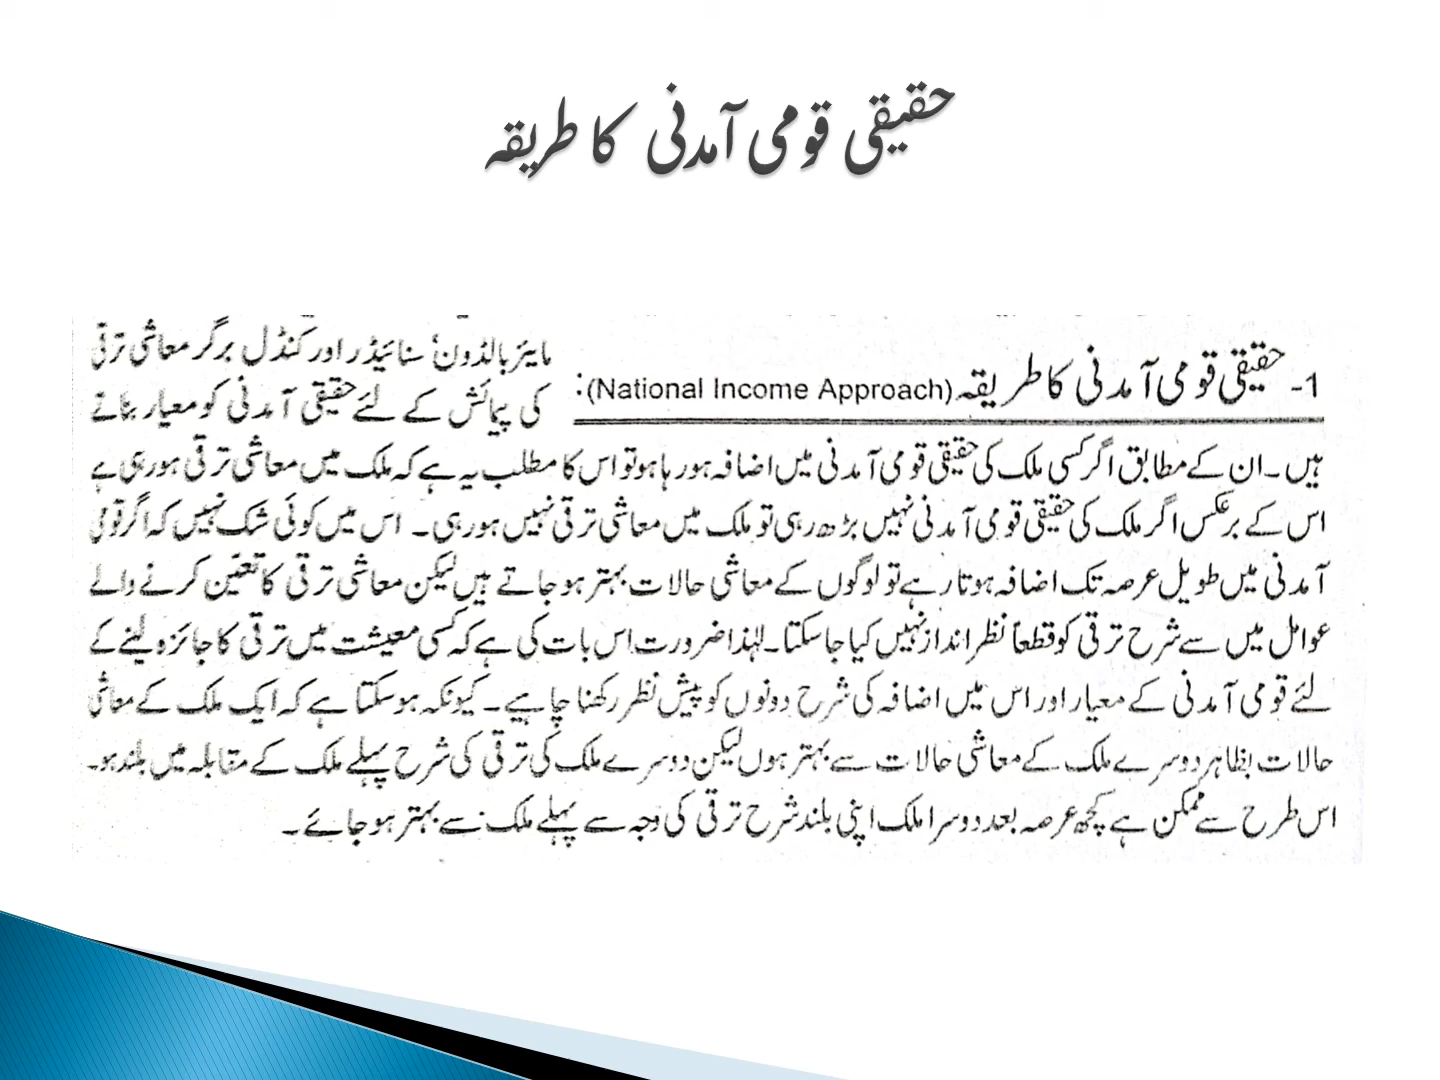 حقیقی قومی آمدنی کا طریقہ
1- حقیقی قومی آمدنی کا طریقہ (National Income Approach):
مائیر بالڈون، سنائیڈر اور کنڈل برگر معاشی ترقی
کی پیمائش کے لئے حقیقی آمدنی کو معیار بناتے
ہیں۔ ان کے مطابق اگر کسی ملک کی حقیقی قومی آمدنی میں اضافہ ہو رہا ہو تو اس کا مطلب یہ ہے کہ ملک میں معاشی ترقی ہو رہی ہے
اس کے برعکس اگر ملک کی حقیقی قومی آمدنی نہیں بڑھ رہی تو ملک میں معاشی ترقی نہیں ہو رہی۔ اس میں کوئی شک نہیں کہ اگر قومی
آمدنی میں طویل عرصہ تک اضافہ ہوتا رہے تو لوگوں کے معاشی حالات بہتر ہو جاتے ہیں لیکن معاشی ترقی کا تعین کرنے والے
عوامل میں سے شرح ترقی کو قطعاً نظر انداز نہیں کیا جا سکتا۔ لہٰذا ضرورت اس بات کی ہے کہ کسی معیشت میں ترقی کا جائزہ لینے کے
لئے قومی آمدنی کے معیار اور اس میں اضافہ کی شرح دونوں کو پیش نظر رکھنا چاہیے۔ کیونکہ ہو سکتا ہے کہ ایک ملک کے معاشی
حالات بظاہر دوسرے ملک کے معاشی حالات سے بہتر ہوں لیکن دوسرے ملک کی ترقی کی شرح پہلے ملک کے مقابلہ میں بلند ہو۔
اس طرح سے ممکن ہے کچھ عرصہ بعد دوسرا ملک اپنی بلند شرح ترقی کی وجہ سے پہلے ملک سے بہتر ہو جائے۔